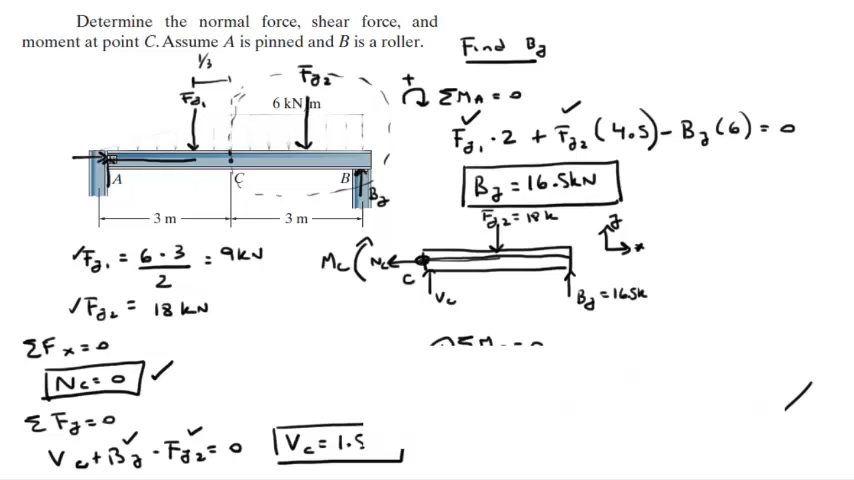 Determine the normal force, shear force, and
moment at point C. Assume A is pinned and B is a roller.
Find By
1/3
Fy₁
Fy₂
6 kN/m
A
C
B
By
3 m
3 m
+ ΣMA = 0
Fy₁ · 2 + Fy₂ (4.5) - By (6) = 0
By = 16.5kN
Fy₂ = 18 k
y
x
Mc
Nc
C
Vc
By = 16.5k
Fy₁ = 6 · 3 / 2 = 9kN
Fy₂ = 18 kN
ΣFx = 0
Nc = 0
ΣFy = 0
Vc + By - Fy₂ = 0
Vc = 1.5